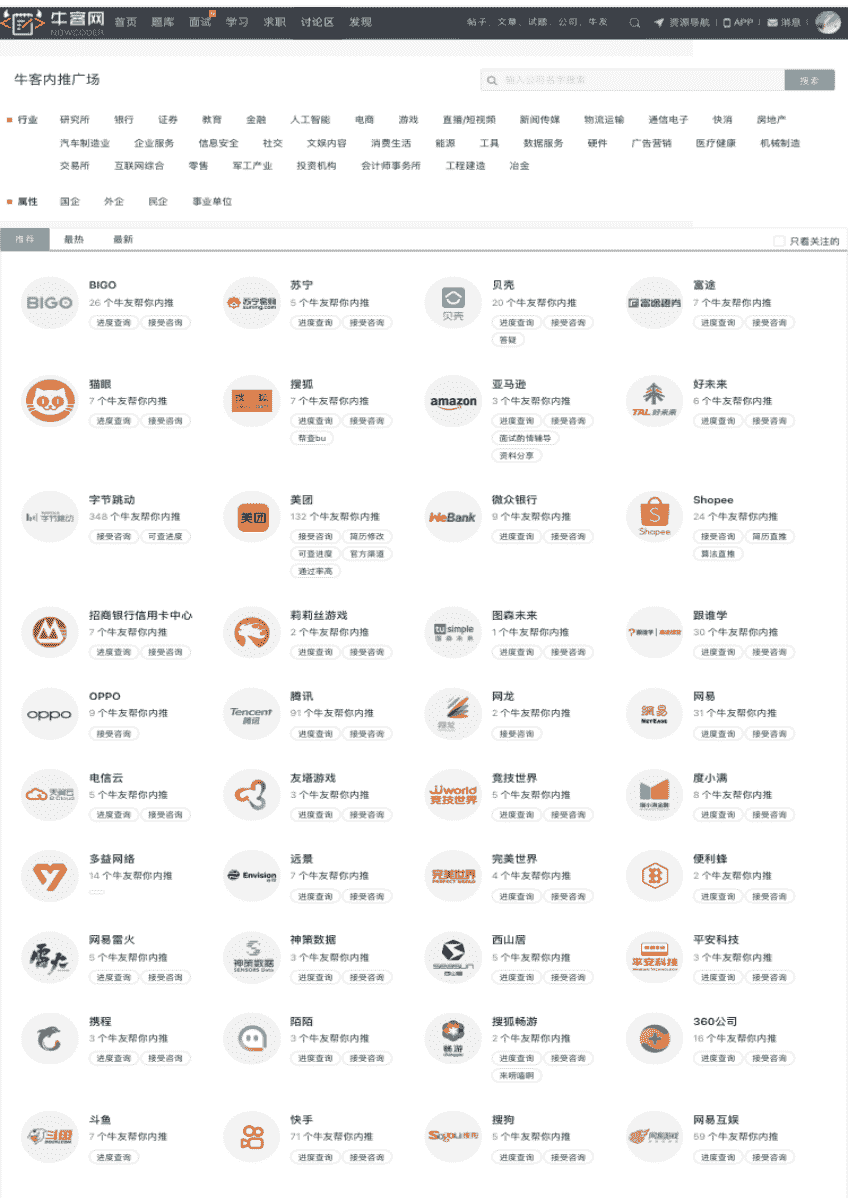 牛客网 首页 题库 面试 学习 求职 讨论区 发现 帖子、文章、试题、公司、牛友 资源导航 | APP | 消息
NOWCODER
牛客内推广场 输入公司名字搜索 搜索
行业 研究所 银行 证券 教育 金融 人工智能 电商 游戏 直播/短视频 新闻传媒 物流运输 通信电子 快消 房地产
汽车制造业 企业服务 信息安全 社交 文娱内容 消费生活 能源 工具 数据服务 硬件 广告营销 医疗健康 机械制造
交易所 互联网综合 零售 军工产业 投资机构 会计师事务所 工程建造 冶金
属性 国企 外企 民企 事业单位
推荐 最热 最新 只看关注的
BIGO 苏宁 贝壳 富途
26 个牛友帮你内推 5 个牛友帮你内推 20 个牛友帮你内推 7 个牛友帮你内推
进度查询 接受咨询 进度查询 接受咨询 进度查询 接受咨询 进度查询 接受咨询
答疑
猫眼 搜狐 亚马逊 好未来
7 个牛友帮你内推 7 个牛友帮你内推 3 个牛友帮你内推 6 个牛友帮你内推
进度查询 接受咨询 进度查询 接受咨询 进度查询 接受咨询 进度查询 接受咨询
帮查bu 面试酌情辅导
资料分享
字节跳动 美团 微众银行 Shopee
348 个牛友帮你内推 132 个牛友帮你内推 9 个牛友帮你内推 24 个牛友帮你内推
接受咨询 可查进度 接受咨询 简历修改 进度查询 接受咨询 接受咨询 简历直推
可查进度 官方渠道 算法直推
通过率高
招商银行信用卡中心 莉莉丝游戏 图森未来 跟谁学
7 个牛友帮你内推 2 个牛友帮你内推 1 个牛友帮你内推 30 个牛友帮你内推
进度查询 接受咨询 进度查询 接受咨询 进度查询 接受咨询 进度查询 接受咨询
OPPO 腾讯 网龙 网易
9 个牛友帮你内推 91 个牛友帮你内推 2 个牛友帮你内推 31 个牛友帮你内推
接受咨询 进度查询 接受咨询 接受咨询 进度查询 接受咨询
电信云 友塔游戏 竞技世界 度小满
5 个牛友帮你内推 3 个牛友帮你内推 5 个牛友帮你内推 8 个牛友帮你内推
进度查询 接受咨询 进度查询 接受咨询 进度查询 接受咨询 进度查询 接受咨询
多益网络 远景 完美世界 便利蜂
14 个牛友帮你内推 7 个牛友帮你内推 4 个牛友帮你内推 2 个牛友帮你内推
进度查询 接受咨询 进度查询 接受咨询 进度查询 接受咨询
网易雷火 神策数据 西山居 平安科技
5 个牛友帮你内推 3 个牛友帮你内推 5 个牛友帮你内推 3 个牛友帮你内推
进度查询 接受咨询 进度查询 接受咨询 进度查询 接受咨询 进度查询 接受咨询
携程 陌陌 搜狐畅游 360公司
3 个牛友帮你内推 3 个牛友帮你内推 2 个牛友帮你内推 16 个牛友帮你内推
进度查询 接受咨询 进度查询 接受咨询 进度查询 接受咨询 进度查询 接受咨询
来唠嗑啊
斗鱼 快手 搜狗 网易互娱
7 个牛友帮你内推 71 个牛友帮你内推 5 个牛友帮你内推 59 个牛友帮你内推
进度查询 进度查询 接受咨询 进度查询 接受咨询 进度查询 接受咨询